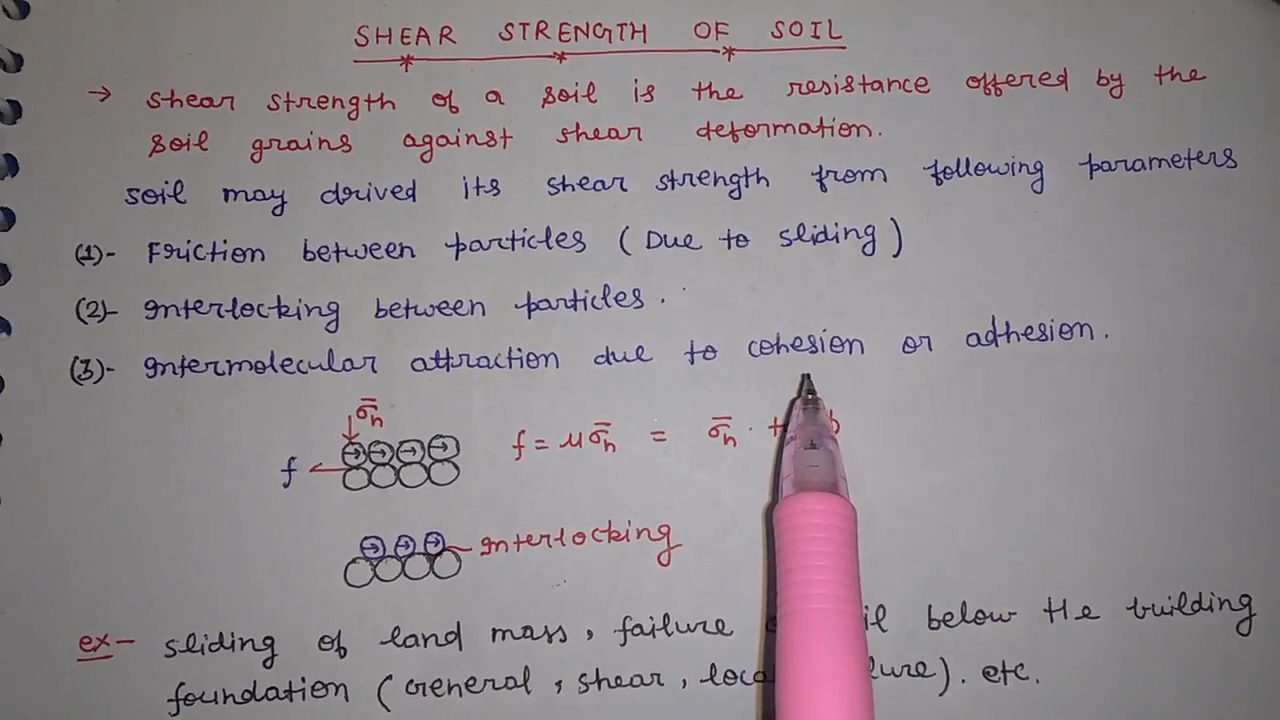 SHEAR STRENGTH OF SOIL
→ Shear strength of a soil is the resistance offered by the
soil grains against shear deformation.
soil may drived its shear strength from following parameters
(1)- Friction between particles (Due to sliding)
(2)- Interlocking between particles.
(3)- Intermolecular attraction due to cohesion or adhesion.
σ̄n
f
f = μσ̄n = σ̄n ·
Interlocking
ex- sliding of land mass, failure below the building
foundation (General, shear, etc.